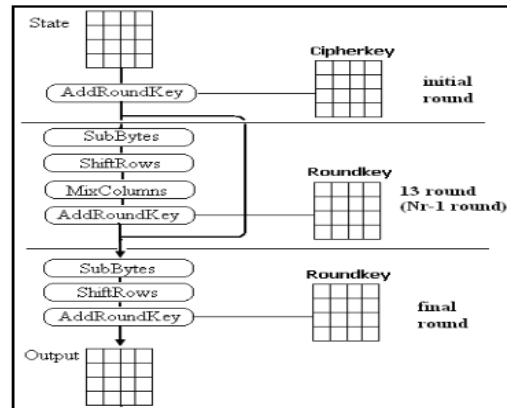 State
Cipherkey
AddRoundKey
initial
round
SubBytes
ShiftRows
MixColumns
AddRoundKey
Roundkey
13 round
(Nr-1 round)
SubBytes
ShiftRows
AddRoundKey
Roundkey
final
round
Output